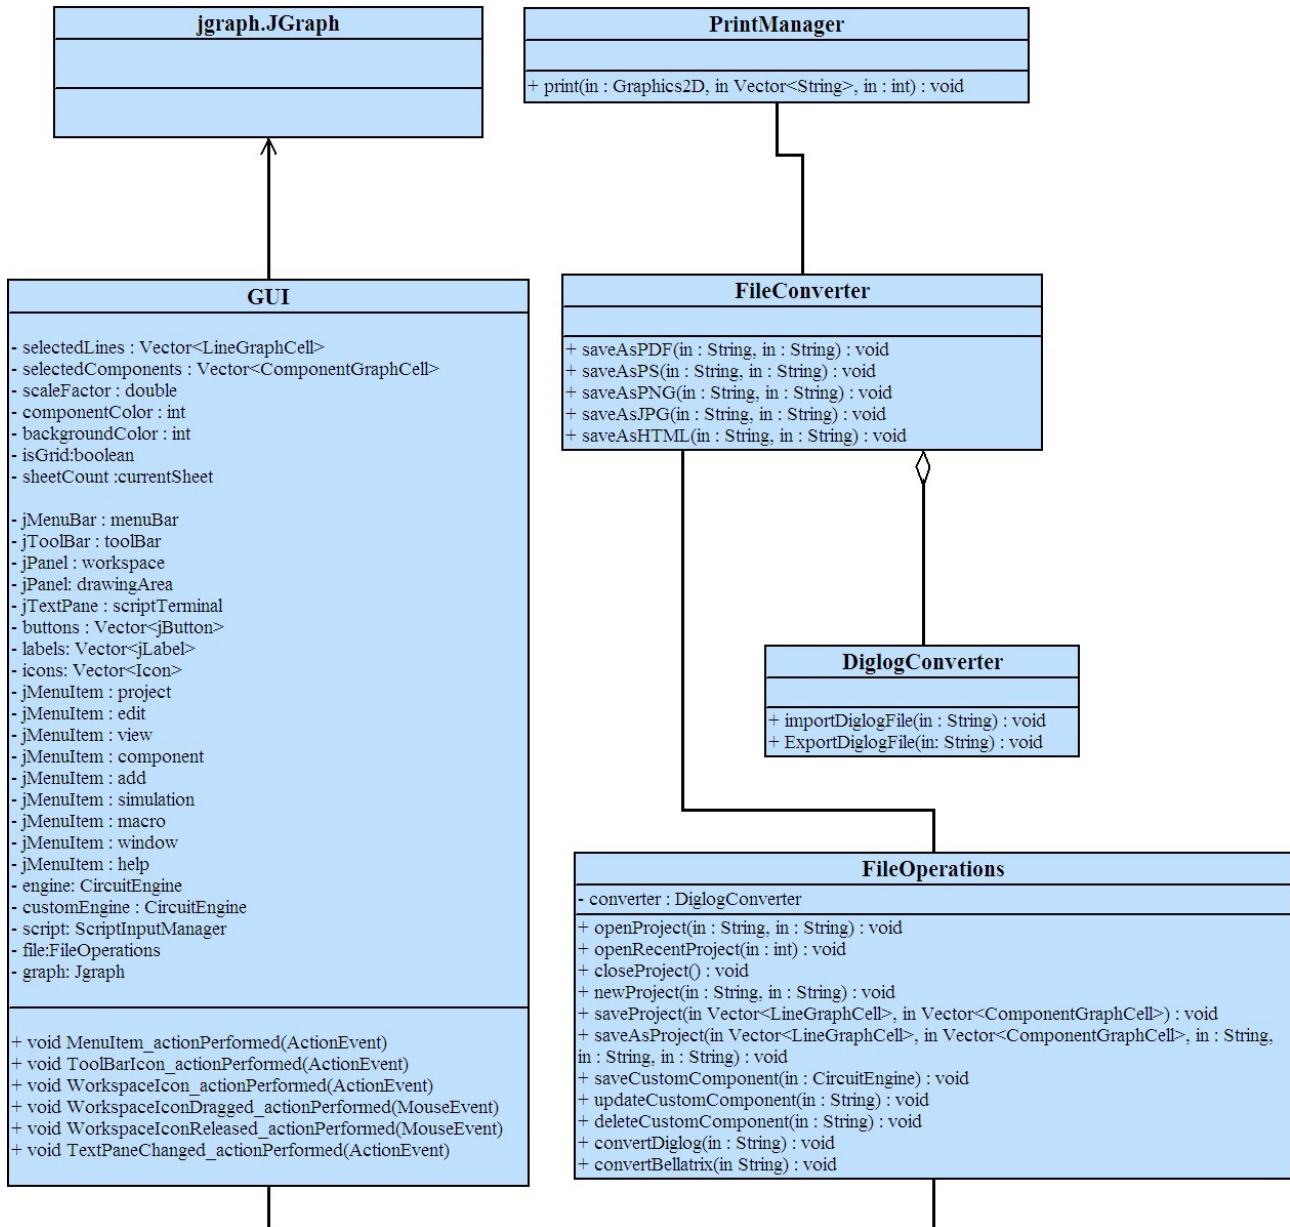 jgraph.JGraph
PrintManager
+ print(in : Graphics2D, in Vector<String>, in : int) : void
GUI
- selectedLines : Vector<LineGraphCell>
- selectedComponents : Vector<ComponentGraphCell>
- scaleFactor : double
- componentColor : int
- backgroundColor : int
- isGrid:boolean
- sheetCount :currentSheet
- jMenuBar : menuBar
- jToolBar : toolBar
- jPanel : workspace
- jPanel: drawingArea
- jTextPane : scriptTerminal
- buttons : Vector<jButton>
- labels: Vector<jLabel>
- icons: Vector<Icon>
- jMenuItem : project
- jMenuItem : edit
- jMenuItem : view
- jMenuItem : component
- jMenuItem : add
- jMenuItem : simulation
- jMenuItem : macro
- jMenuItem : window
- jMenuItem : help
- engine: CircuitEngine
- customEngine : CircuitEngine
- script: ScriptInputManager
- file:FileOperations
- graph: Jgraph
+ void MenuItem_actionPerformed(ActionEvent)
+ void ToolBarIcon_actionPerformed(ActionEvent)
+ void WorkspaceIcon_actionPerformed(ActionEvent)
+ void WorkspaceIconDragged_actionPerformed(MouseEvent)
+ void WorkspaceIconReleased_actionPerformed(MouseEvent)
+ void TextPaneChanged_actionPerformed(ActionEvent)
FileConverter
+ saveAsPDF(in : String, in : String) : void
+ saveAsPS(in : String, in : String) : void
+ saveAsPNG(in : String, in : String) : void
+ saveAsJPG(in : String, in : String) : void
+ saveAsHTML(in : String, in : String) : void
DiglogConverter
+ importDiglogFile(in : String) : void
+ ExportDiglogFile(in: String) : void
FileOperations
- converter : DiglogConverter
+ openProject(in : String, in : String) : void
+ openRecentProject(in : int) : void
+ closeProject() : void
+ newProject(in : String, in : String) : void
+ saveProject(in Vector<LineGraphCell>, in Vector<ComponentGraphCell>) : void
+ saveAsProject(in Vector<LineGraphCell>, in Vector<ComponentGraphCell>, in : String,
in : String, in : String) : void
+ saveCustomComponent(in : CircuitEngine) : void
+ updateCustomComponent(in : String) : void
+ deleteCustomComponent(in : String) : void
+ convertDiglog(in : String) : void
+ convertBellatrix(in String) : void